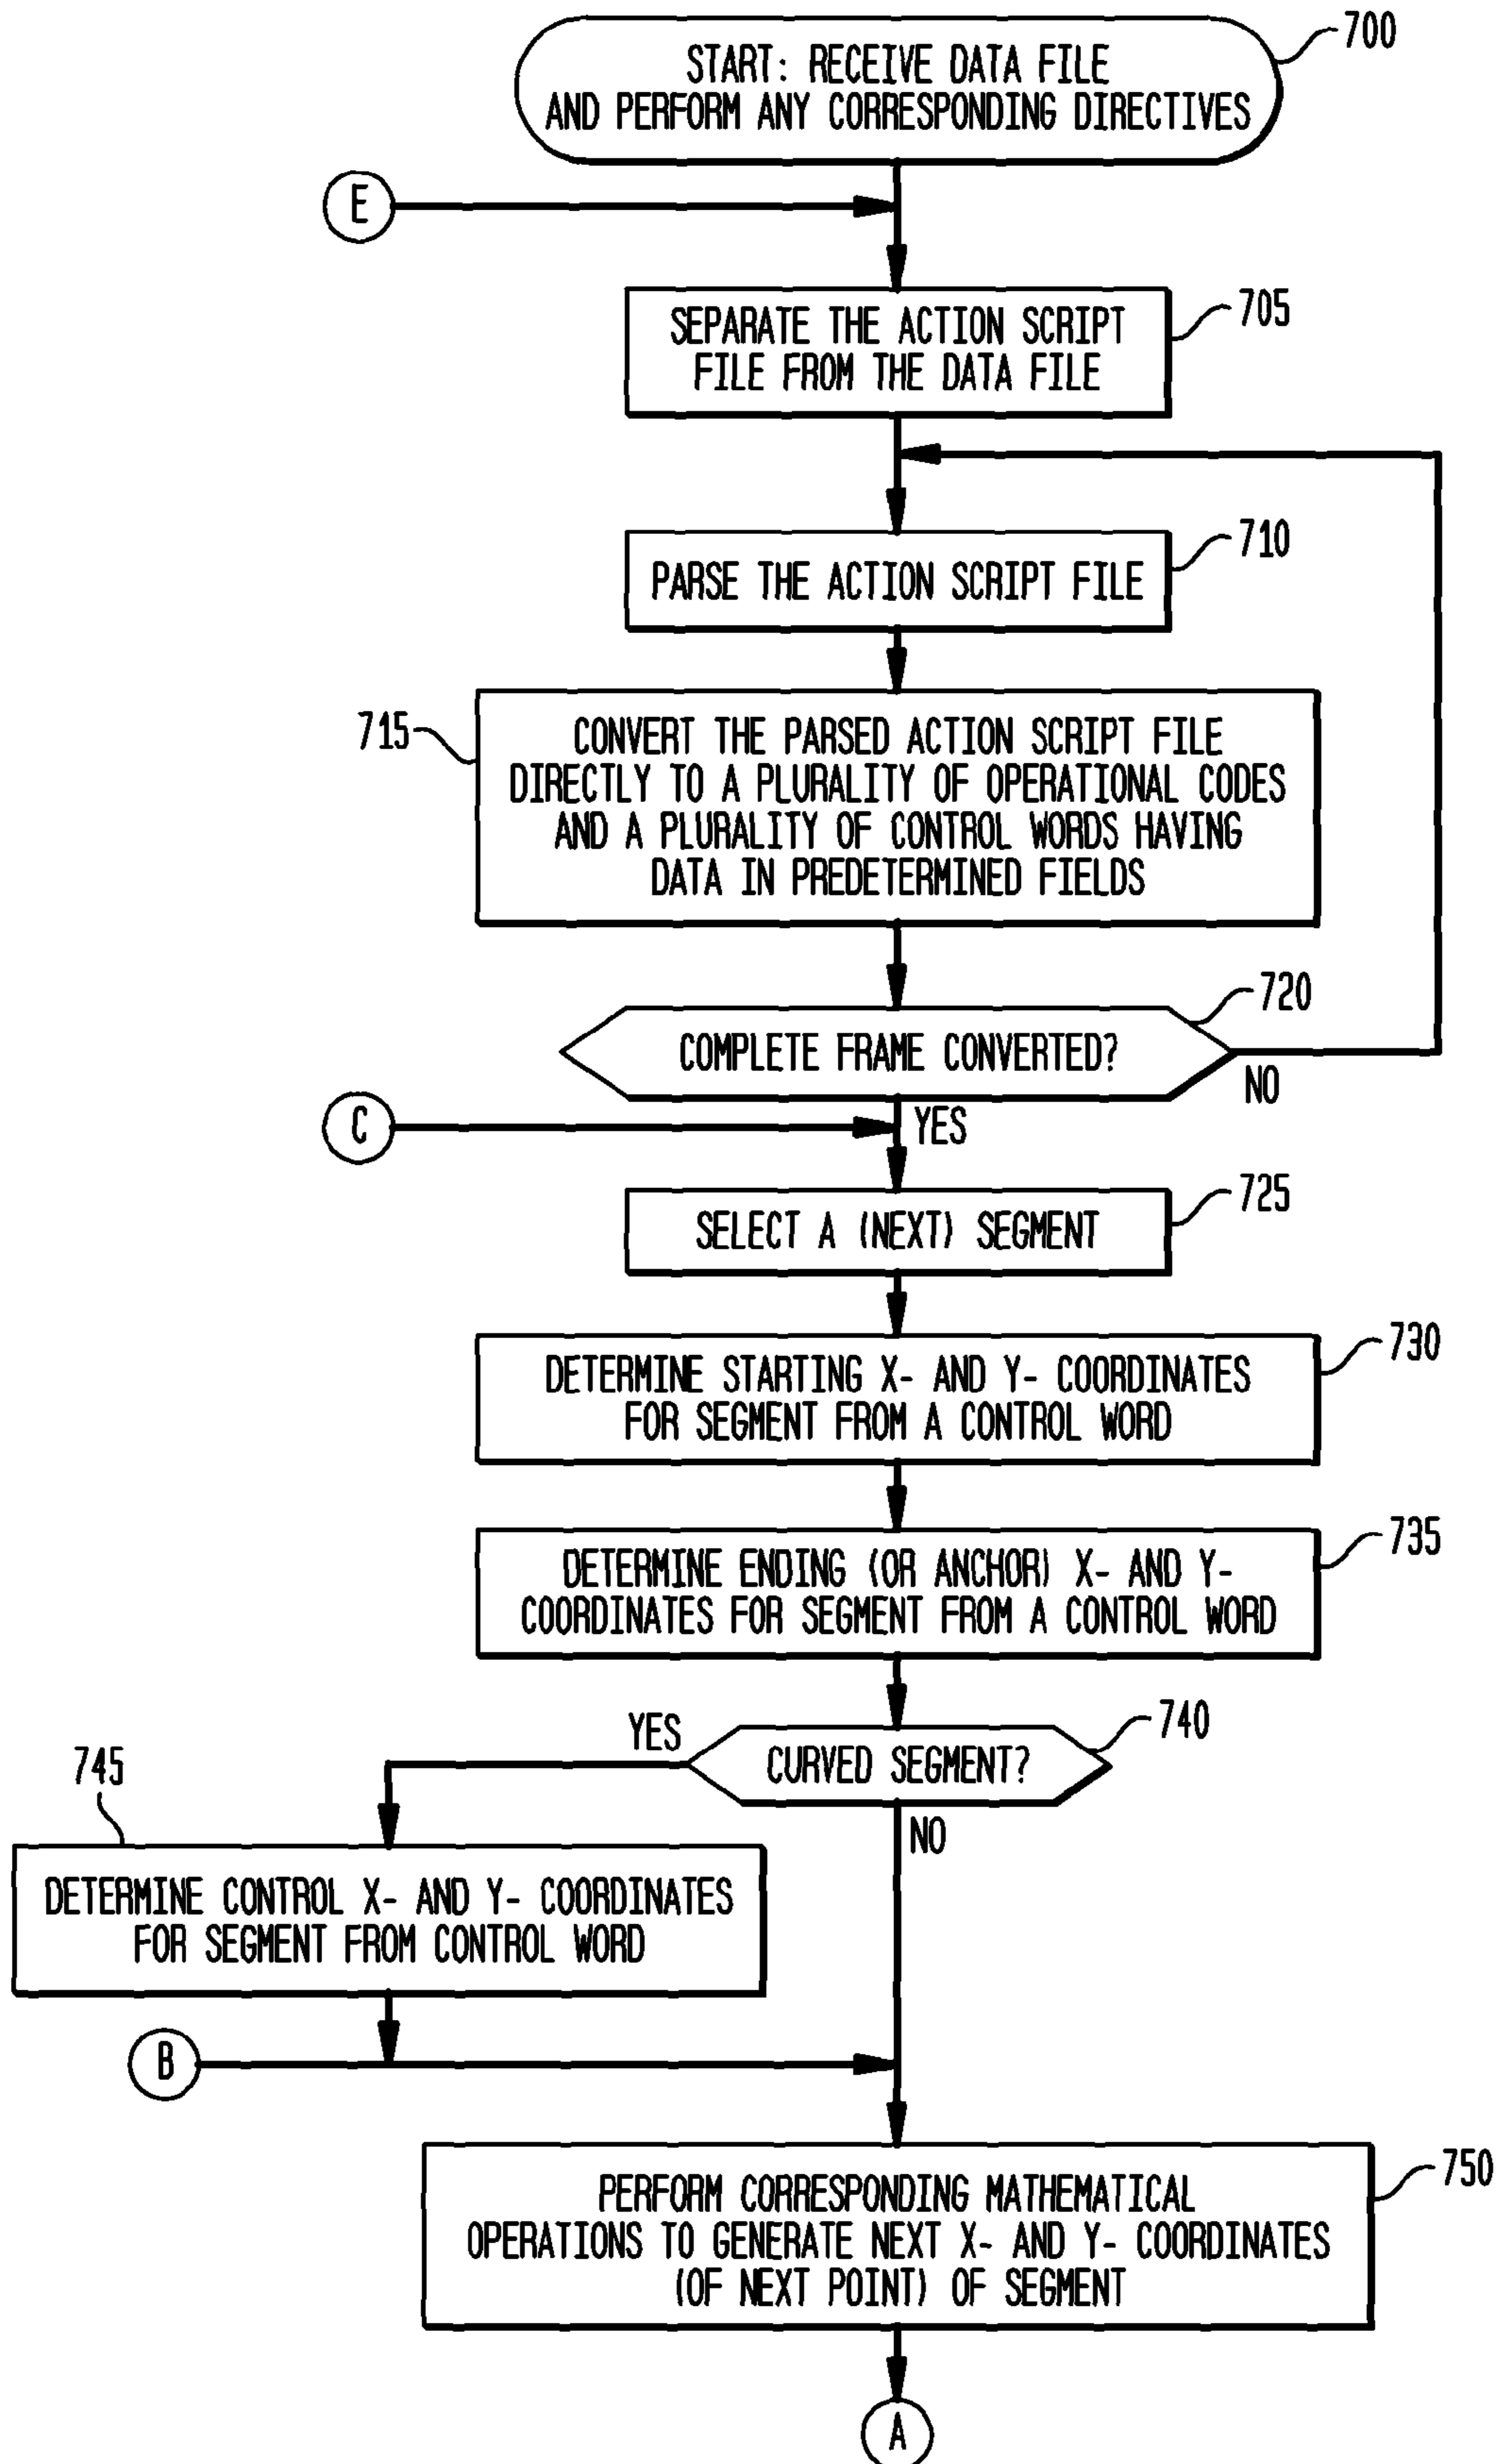 700
START: RECEIVE DATA FILE
AND PERFORM ANY CORRESPONDING DIRECTIVES
E
705
SEPARATE THE ACTION SCRIPT
FILE FROM THE DATA FILE
710
PARSE THE ACTION SCRIPT FILE
715
CONVERT THE PARSED ACTION SCRIPT FILE
DIRECTLY TO A PLURALITY OF OPERATIONAL CODES
AND A PLURALITY OF CONTROL WORDS HAVING
DATA IN PREDETERMINED FIELDS
720
COMPLETE FRAME CONVERTED?
NO
C
YES
725
SELECT A (NEXT) SEGMENT
730
DETERMINE STARTING X- AND Y- COORDINATES
FOR SEGMENT FROM A CONTROL WORD
735
DETERMINE ENDING (OR ANCHOR) X- AND Y-
COORDINATES FOR SEGMENT FROM A CONTROL WORD
740
YES
CURVED SEGMENT?
745
NO
DETERMINE CONTROL X- AND Y- COORDINATES
FOR SEGMENT FROM CONTROL WORD
B
750
PERFORM CORRESPONDING MATHEMATICAL
OPERATIONS TO GENERATE NEXT X- AND Y- COORDINATES
(OF NEXT POINT) OF SEGMENT
A